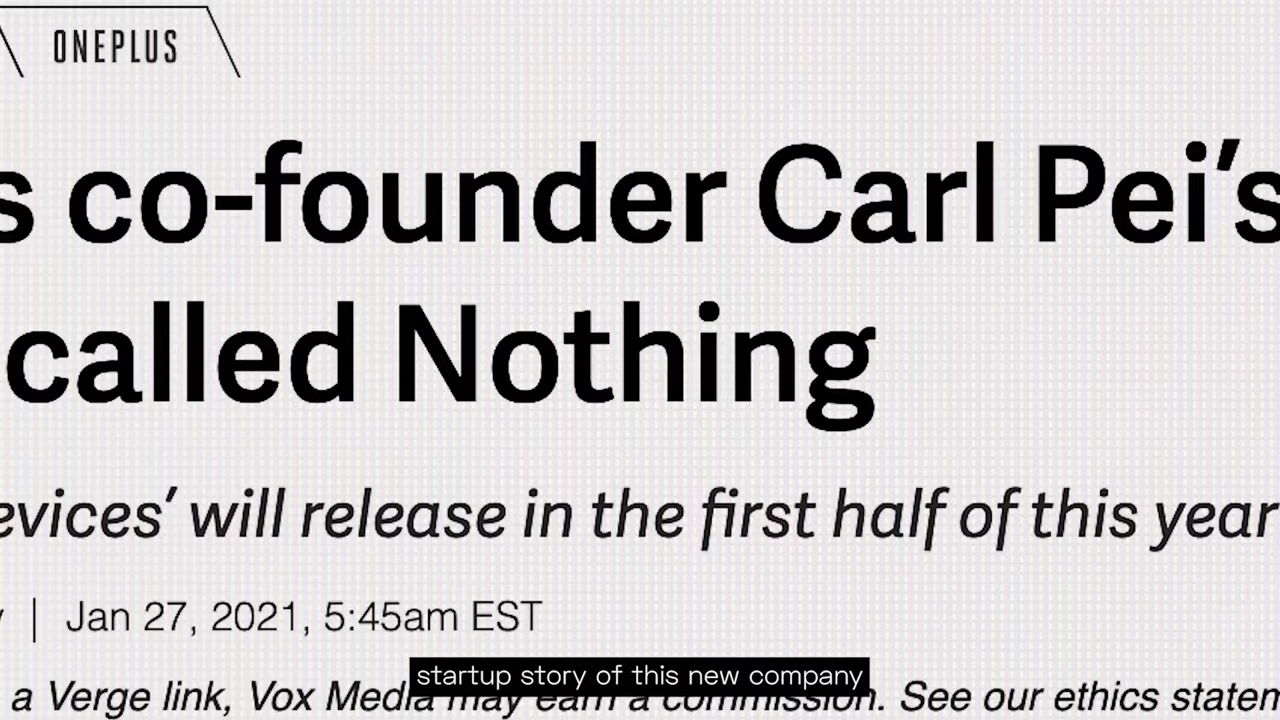 ONEPLUS
s co-founder Carl Pei’s
called Nothing
evices’ will release in the first half of this year
| Jan 27, 2021, 5:45am EST
startup story of this new company
a Verge link, Vox Media may earn a commission. See our ethics statem